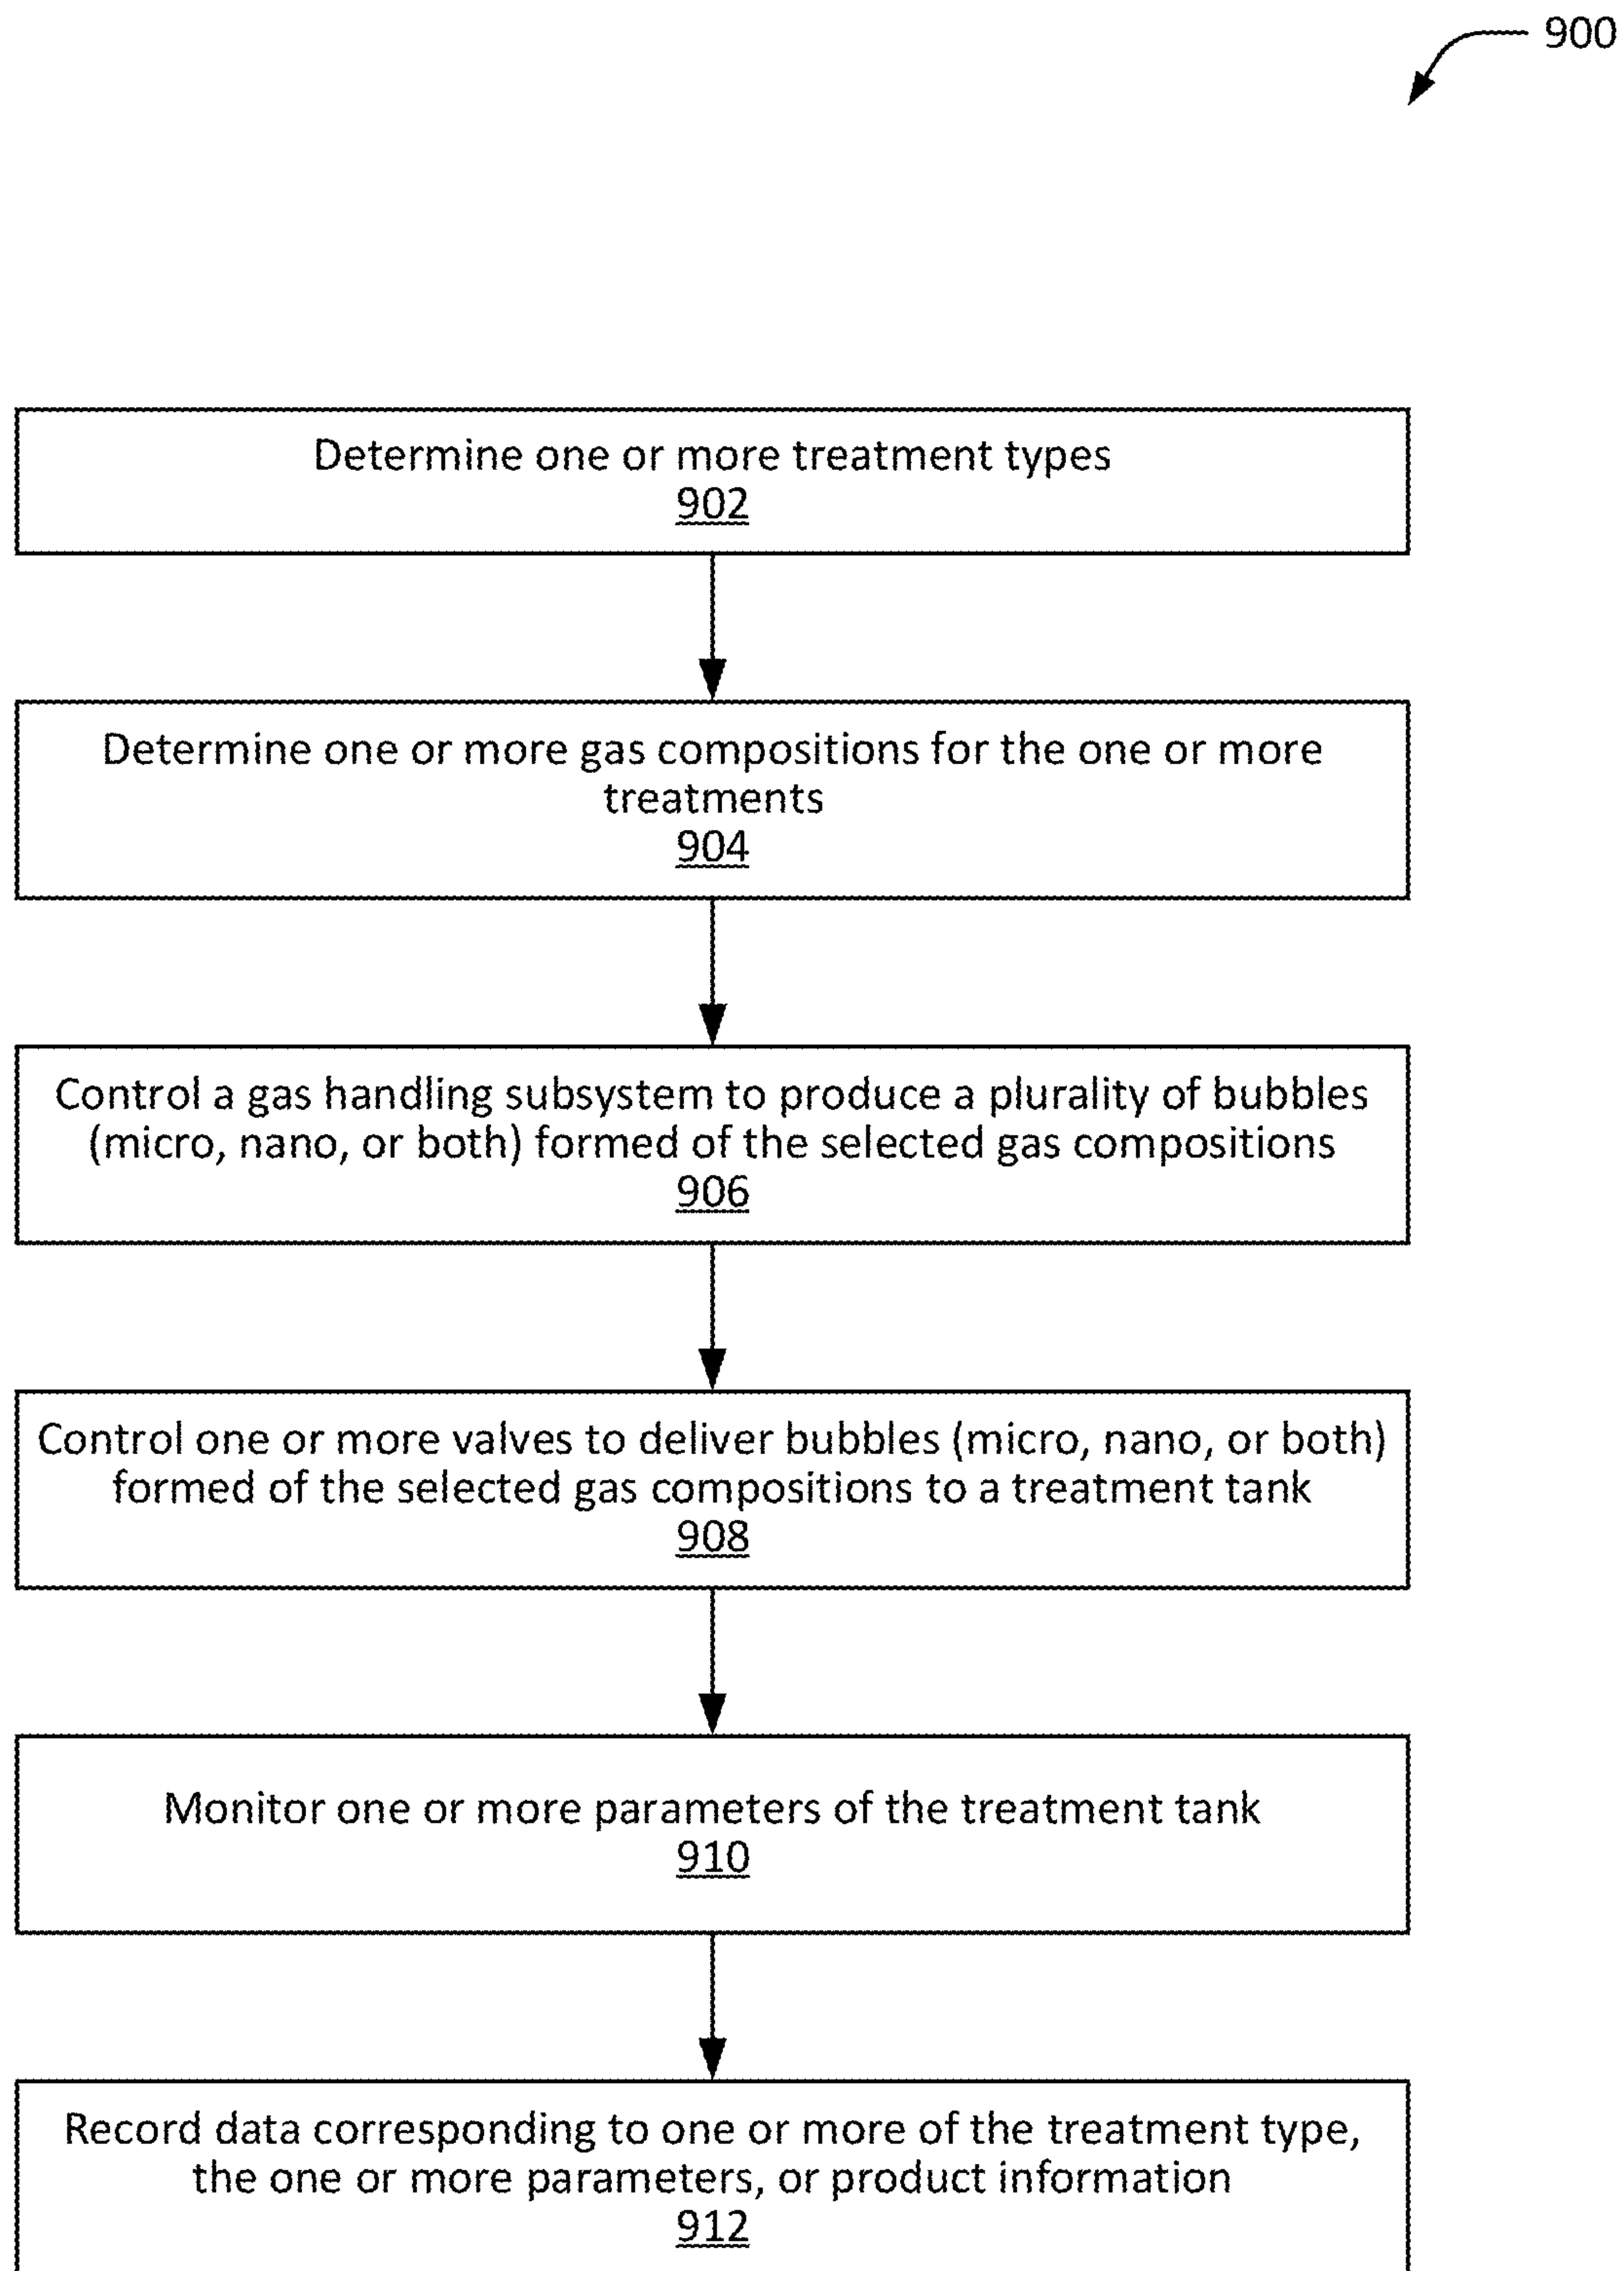 900
Determine one or more treatment types
902
Determine one or more gas compositions for the one or more
treatments
904
Control a gas handling subsystem to produce a plurality of bubbles
(micro, nano, or both) formed of the selected gas compositions
906
Control one or more valves to deliver bubbles (micro, nano, or both)
formed of the selected gas compositions to a treatment tank
908
Monitor one or more parameters of the treatment tank
910
Record data corresponding to one or more of the treatment type,
the one or more parameters, or product information
912